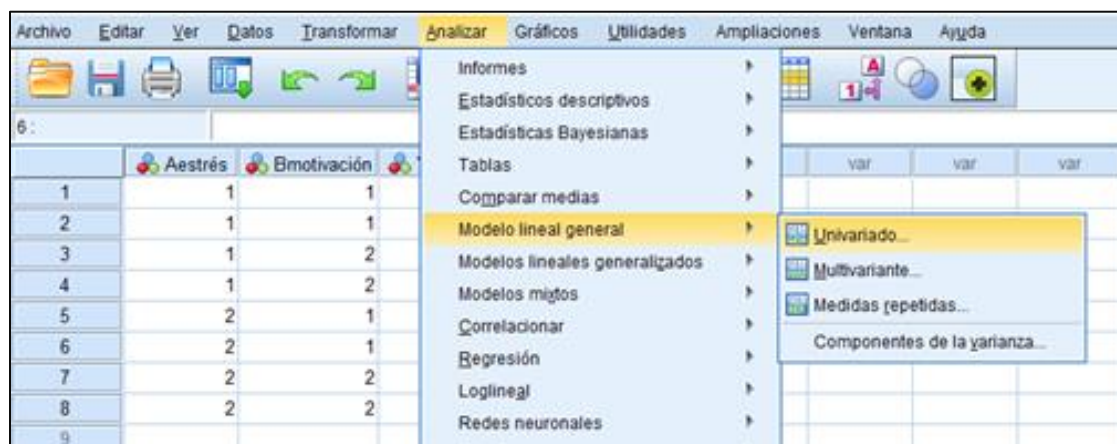 Archivo Editar Ver Datos Transformar Analizar Gráficos Utilidades Ampliaciones Ventana Ayuda
Informes
Estadísticos descriptivos
Estadísticas Bayesianas
Tablas
Comparar medias
Modelo lineal general
Modelos lineales generalizados
Modelos mixtos
Correlacionar
Regresión
Loglineal
Redes neuronales
Univariado...
Multivariante...
Medidas repetidas...
Componentes de la varianza...
A
1
6 :
Aestrés Bmotivación var var var
1 1 1
2 1 1
3 1 2
4 1 2
5 2 1
6 2 1
7 2 2
8 2 2
9